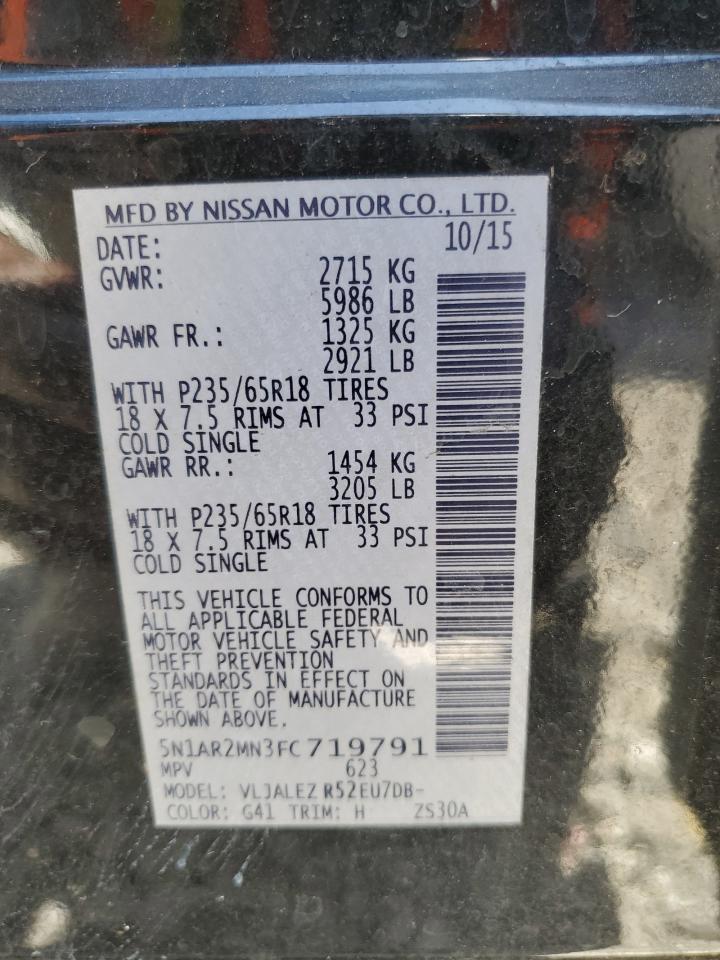 MFD BY NISSAN MOTOR CO., LTD.
DATE: 10/15
GVWR: 2715 KG
5986 LB
GAWR FR.: 1325 KG
2921 LB
WITH P235/65R18 TIRES
18 X 7.5 RIMS AT 33 PSI
COLD SINGLE
GAWR RR.: 1454 KG
3205 LB
WITH P235/65R18 TIRES
18 X 7.5 RIMS AT 33 PSI
COLD SINGLE
THIS VEHICLE CONFORMS TO
ALL APPLICABLE FEDERAL
MOTOR VEHICLE SAFETY AND
THEFT PREVENTION
STANDARDS IN EFFECT ON
THE DATE OF MANUFACTURE
SHOWN ABOVE.
5N1AR2MN3FC719791
MPV 623
MODEL: VLJALEZ R52EU7DB-
COLOR: G41 TRIM: H ZS30A